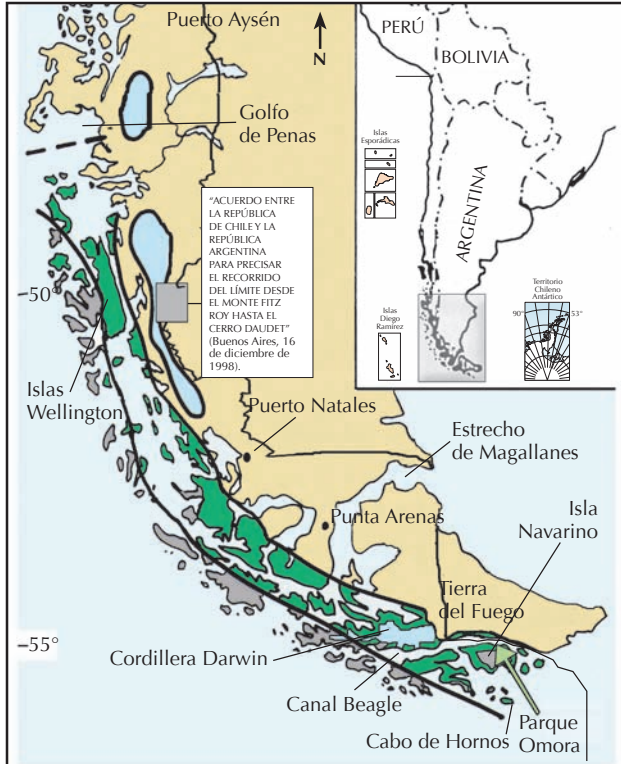 Puerto Aysén
N
Golfo
de Penas
"ACUERDO ENTRE
LA REPÚBLICA
DE CHILE Y LA
REPÚBLICA
ARGENTINA
PARA PRECISAR
EL RECORRIDO
DEL LÍMITE DESDE
EL MONTE FITZ
ROY HASTA EL
CERRO DAUDET"
(Buenos Aires, 16
de diciembre de
1998).
PERÚ
BOLIVIA
ARGENTINA
Islas
Esporádicas
Islas
Diego
Ramírez
Territorio
Chileno
Antártico
90°
53°
–50°
Islas
Wellington
Puerto Natales
Estrecho
de Magallanes
Punta Arenas
Isla
Navarino
Tierra
del Fuego
–55°
Cordillera Darwin
Canal Beagle
Cabo de Hornos
Parque
Omora